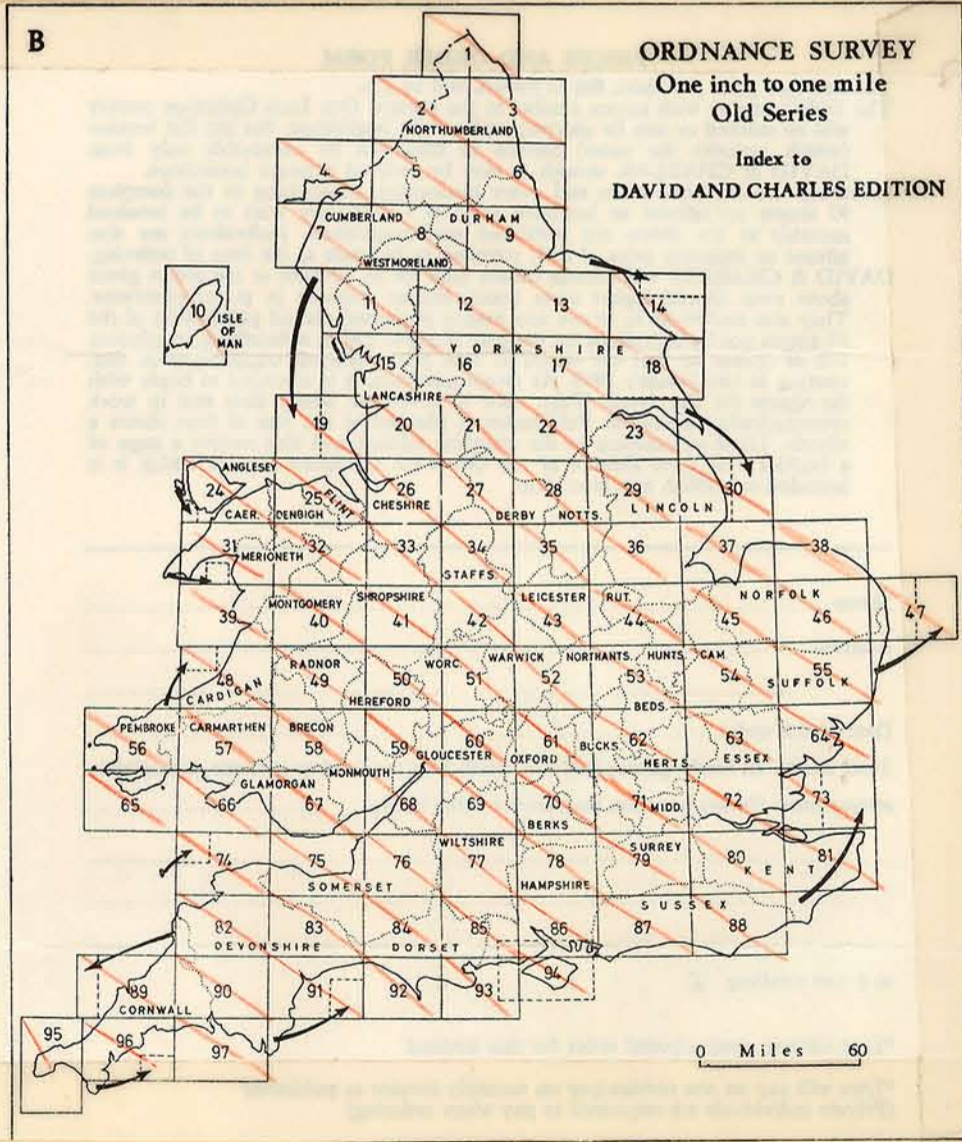 B
ORDNANCE SURVEY
One inch to one mile
Old Series
Index to
DAVID AND CHARLES EDITION
1
2 3
NORTHUMBERLAND
4 5 6
CUMBERLAND DURHAM
7 8 9
WESTMORELAND
10 ISLE OF MAN
11 12 13 14
YORKSHIRE
15 16 17 18
LANCASHIRE
19 20 21 22 23
ANGLESEY
24 25 FLINT 26 27 28 29 30
CAER. DENBIGH CHESHIRE DERBY NOTTS. LINCOLN
31 32 33 34 35 36 37 38
MERIONETH STAFFS.
MONTGOMERY SHROPSHIRE LEICESTER RUT. NORFOLK
39 40 41 42 43 44 45 46 47
RADNOR WORC. WARWICK NORTHANTS. HUNTS. CAM.
48 49 50 51 52 53 54 55
CARDIGAN HEREFORD BEDS. SUFFOLK
PEMBROKE CARMARTHEN BRECON
56 57 58 59 60 61 62 63 64
GLOUCESTER OXFORD BUCKS. HERTS. ESSEX
GLAMORGAN MONMOUTH
65 66 67 68 69 70 71 MIDD. 72 73
BERKS
WILTSHIRE SURREY
74 75 76 77 78 79 80 81
SOMERSET HAMPSHIRE KENT
SUSSEX
82 83 84 85 86 87 88
DEVONSHIRE DORSET
89 90 91 92 93 94
CORNWALL
95 96 97
0 Miles 60